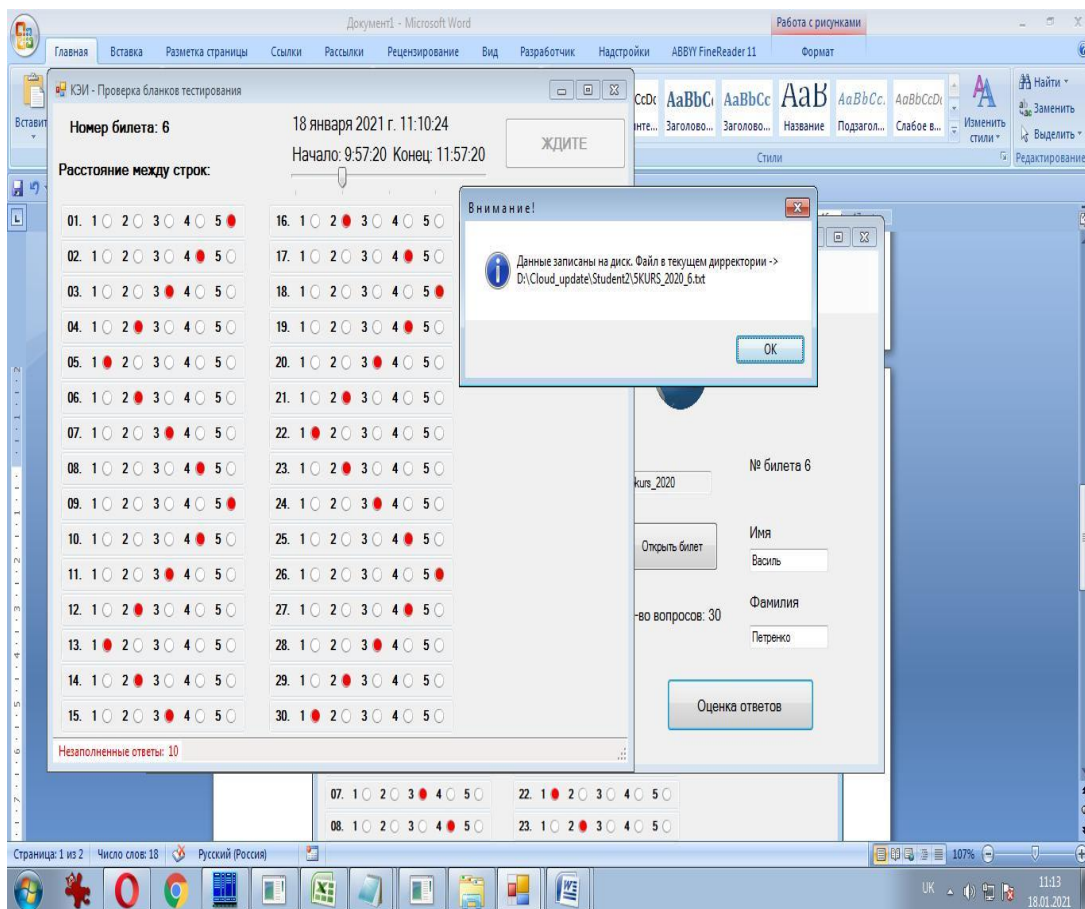 Документ1 - Microsoft Word
Работа с рисунками
Главная Вставка Разметка страницы Ссылки Рассылки Рецензирование Вид Разработчик Надстройки ABBYY FineReader 11 Формат
Вставит
AaBbC AaBbCc АаВ AaBbCc. AaBbCcDc
Заголово... Заголово... Название Подзагол... Слабое в...
Изменить стили
Стили
Найти
Заменить
Выделить
Редактирование
КЭИ - Проверка бланков тестирования
Номер билета: 6
18 января 2021 г. 11:10:24
Начало: 9:57:20 Конец: 11:57:20
ЖДИТЕ
Расстояние между строк:
01. 1 2 3 4 5 16. 1 2 3 4 5
02. 1 2 3 4 5 17. 1 2 3 4 5
03. 1 2 3 4 5 18. 1 2 3 4 5
04. 1 2 3 4 5 19. 1 2 3 4 5
05. 1 2 3 4 5 20. 1 2 3 4 5
06. 1 2 3 4 5 21. 1 2 3 4 5
07. 1 2 3 4 5 22. 1 2 3 4 5
08. 1 2 3 4 5 23. 1 2 3 4 5
09. 1 2 3 4 5 24. 1 2 3 4 5
10. 1 2 3 4 5 25. 1 2 3 4 5
11. 1 2 3 4 5 26. 1 2 3 4 5
12. 1 2 3 4 5 27. 1 2 3 4 5
13. 1 2 3 4 5 28. 1 2 3 4 5
14. 1 2 3 4 5 29. 1 2 3 4 5
15. 1 2 3 4 5 30. 1 2 3 4 5
Незаполненные ответы: 10
Внимание!
Данные записаны на диск. Файл в текущем дирректории ->
D:\Cloud_update\Student2\5KURS_2020_6.txt
OK
№ билета 6
kurs_2020
Открыть билет
Имя
Василь
-во вопросов: 30
Фамилия
Петренко
Оценка ответов
07. 1 2 3 4 5 22. 1 2 3 4 5
08. 1 2 3 4 5 23. 1 2 3 4 5
Страница: 1 из 2 Число слов: 18 Русский (Россия) 107%
UK
11:13
18.01.2021